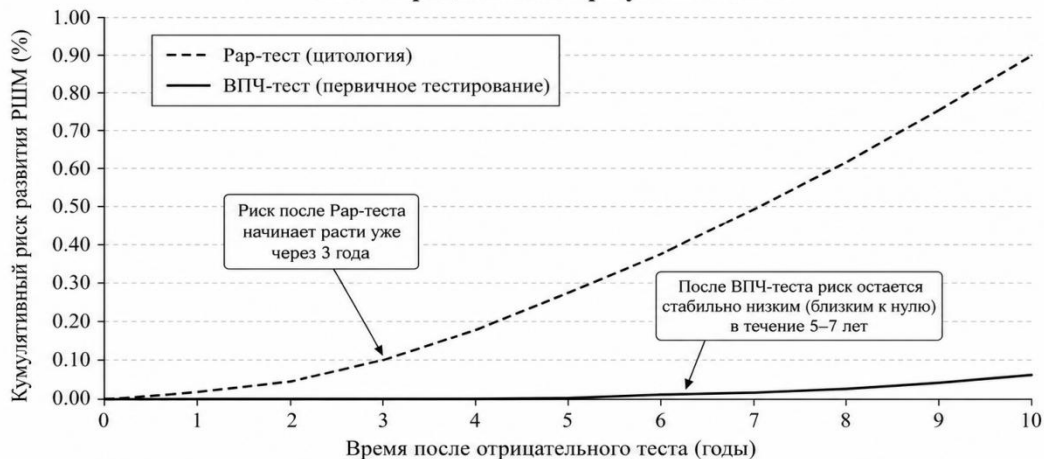 1.00
0.90
0.80
0.70
0.60
0.50
0.40
0.30
0.20
0.10
0.00
Кумулятивный риск развития РШМ (%)
Pap-тест (цитология)
ВПЧ-тест (первичное тестирование)
Риск после Pap-теста
начинает расти уже
через 3 года
После ВПЧ-теста риск остается
стабильно низким (близким к нулю)
в течение 5–7 лет
0 1 2 3 4 5 6 7 8 9 10
Время после отрицательного теста (годы)